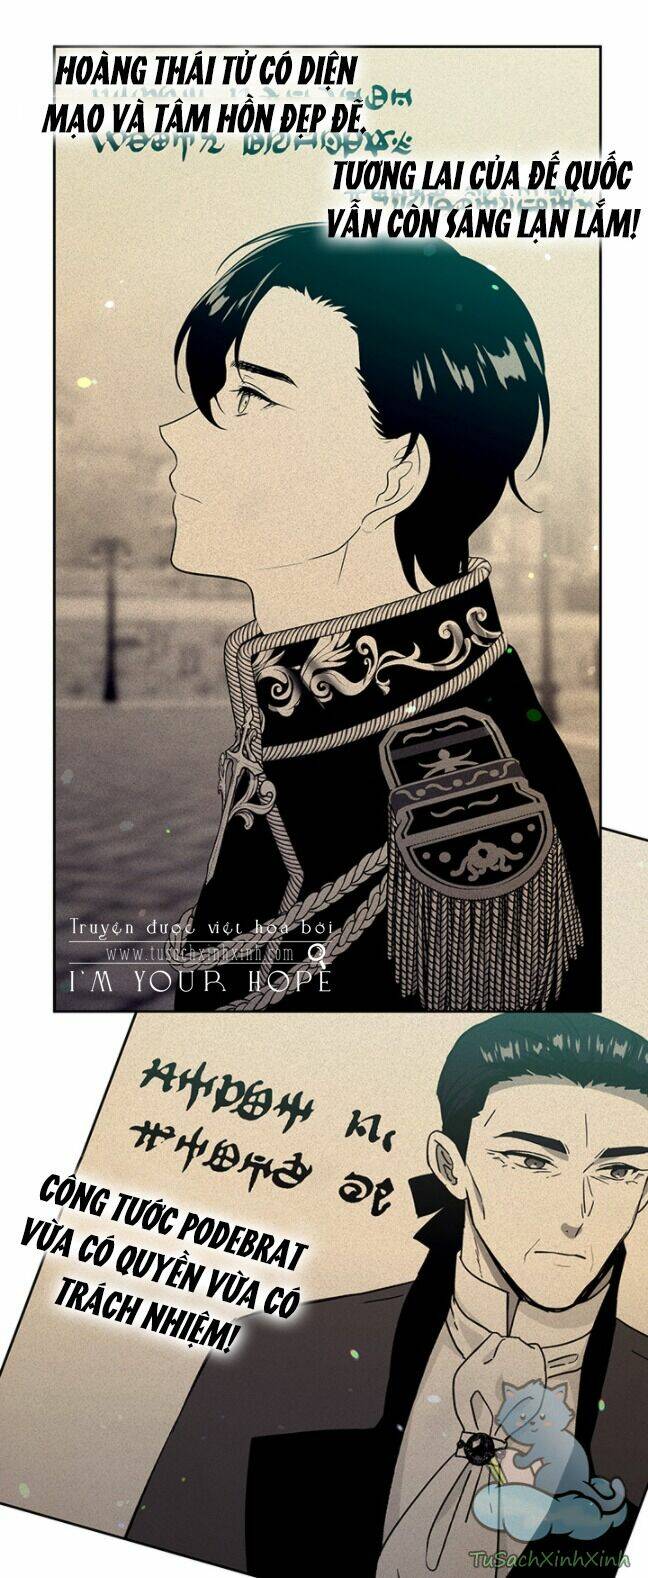 HOÀNG THÁI TỬ CÓ DIỆN
MẠO VÀ TÂM HỒN ĐẸP ĐẼ.
TƯƠNG LAI CỦA ĐẾ QUỐC
VẪN CÒN SÁNG LẠN LẮM!
Truyện được việt hóa bởi
www.tusachxinhxinh.com
I'M YOUR HOPE
CÔNG TƯỚC PODEBRAT
VỪA CÓ QUYỀN VỪA CÓ
TRÁCH NHIỆM!
TuSachXinhXinh